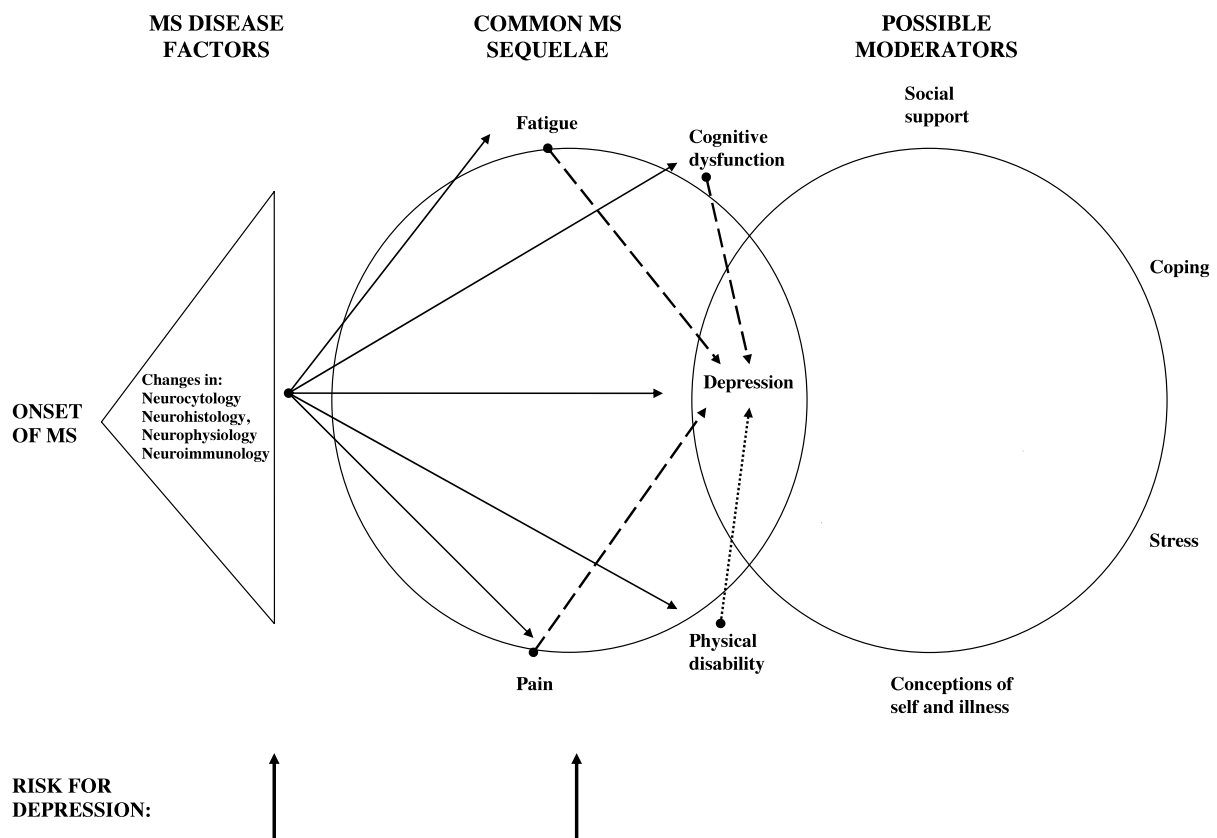 MS DISEASE
FACTORS
COMMON MS
SEQUELAE
POSSIBLE
MODERATORS
Social
support
Fatigue
Cognitive
dysfunction
Coping
Changes in:
Neurocytology
Neurohistology,
Neurophysiology
Neuroimmunology
Depression
ONSET
OF MS
Stress
Physical
disability
Pain
Conceptions of
self and illness
RISK FOR
DEPRESSION: